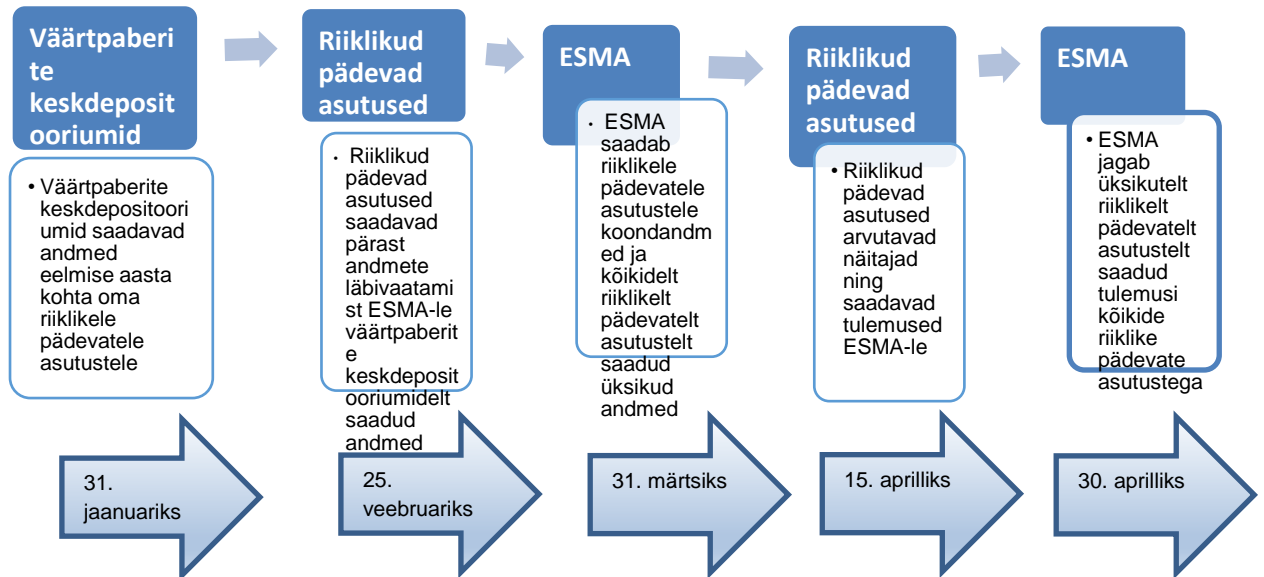 Väärtpaberi
te
keskdeposit
ooriumid
• Väärtpaberite
keskdepositoori
umid saadavad
andmed
eelmise aasta
kohta oma
riiklikele
pädevatele
asutustele
31.
jaanuariks
Riiklikud
pädevad
asutused
• Riiklikud
pädevad
asutused
saadavad
pärast
andmete
läbivaatami
st ESMA-le
väärtpaberit
e
keskdeposit
ooriumidelt
saadud
andmed
25.
veebruariks
ESMA
• ESMA
saadab
riiklikele
pädevatele
asutustele
koondandm
ed ja
kõikidelt
riiklikelt
pädevatelt
asutustelt
saadud
üksikud
andmed
31. märtsiks
Riiklikud
pädevad
asutused
• Riiklikud
pädevad
asutused
arvutavad
näitajad
ning
saadavad
tulemused
ESMA-le
15. aprilliks
ESMA
• ESMA
jagab
üksikutelt
riiklikelt
pädevatelt
asutustelt
saadud
tulemusi
kõikide
riiklike
pädevate
asutustega
30. aprilliks